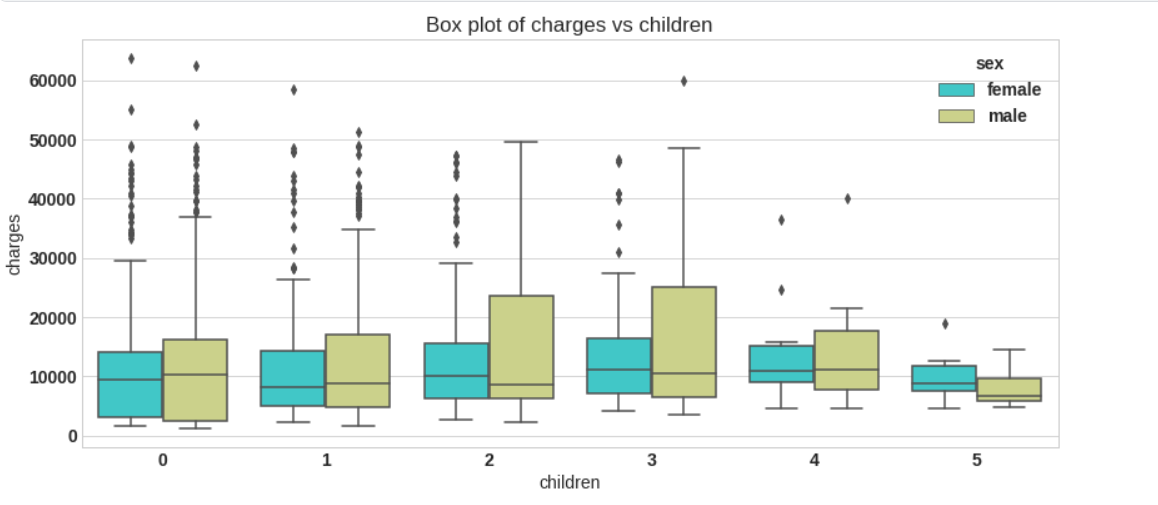 Box plot of charges vs children
sex
female
male
60000
50000
40000
30000
20000
10000
0
charges
0 1 2 3 4 5
children